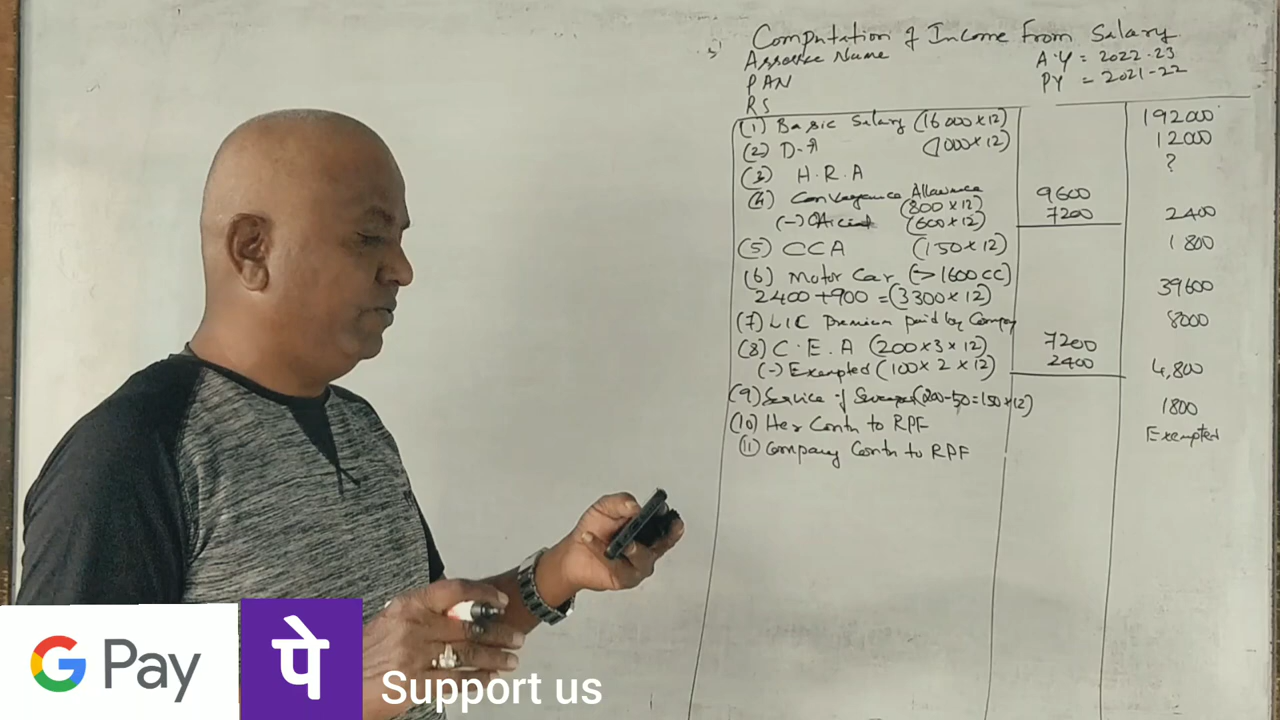 Computation of Income From Salary
Assessee Name A.Y = 2022-23
PAN PY = 2021-22
RS
(1) Basic Salary (16000×12) 192000
(2) D.A (1000×12) 12000
(3) H.R.A ?
(4) Conveyance Allowance (800×12) 9600
(-) (600×12) 7200 2400
(5) CCA (150×12) 1800
(6) Motor Car (>1600cc)
2400+900=(3300×12) 39600
(7) LIC Premium paid by Company 8000
(8) C.E.A (200×3×12) 7200
(-) Exempted (100×2×12) 2400 4,800
(9) Service of (200-50=150×12) 1800
(10) Her Contn to RPF Exempted
(11) Company Contn to RPF
G Pay पे Support us